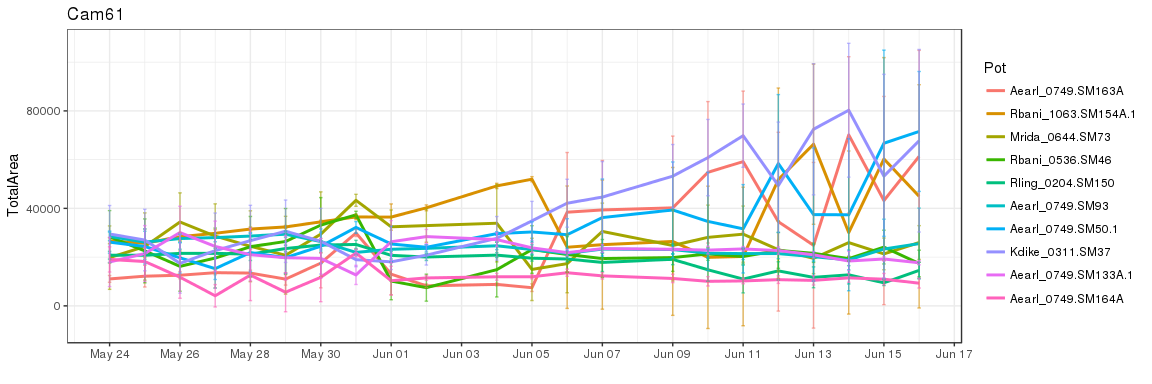 Cam61
TotalArea
80000
40000
0
May 24
May 26
May 28
May 30
Jun 01
Jun 03
Jun 05
Jun 07
Jun 09
Jun 11
Jun 13
Jun 15
Jun 17
Pot
Aearl_0749.SM163A
Rbani_1063.SM154A.1
Mrida_0644.SM73
Rbani_0536.SM46
Rling_0204.SM150
Aearl_0749.SM93
Aearl_0749.SM50.1
Kdike_0311.SM37
Aearl_0749.SM133A.1
Aearl_0749.SM164A